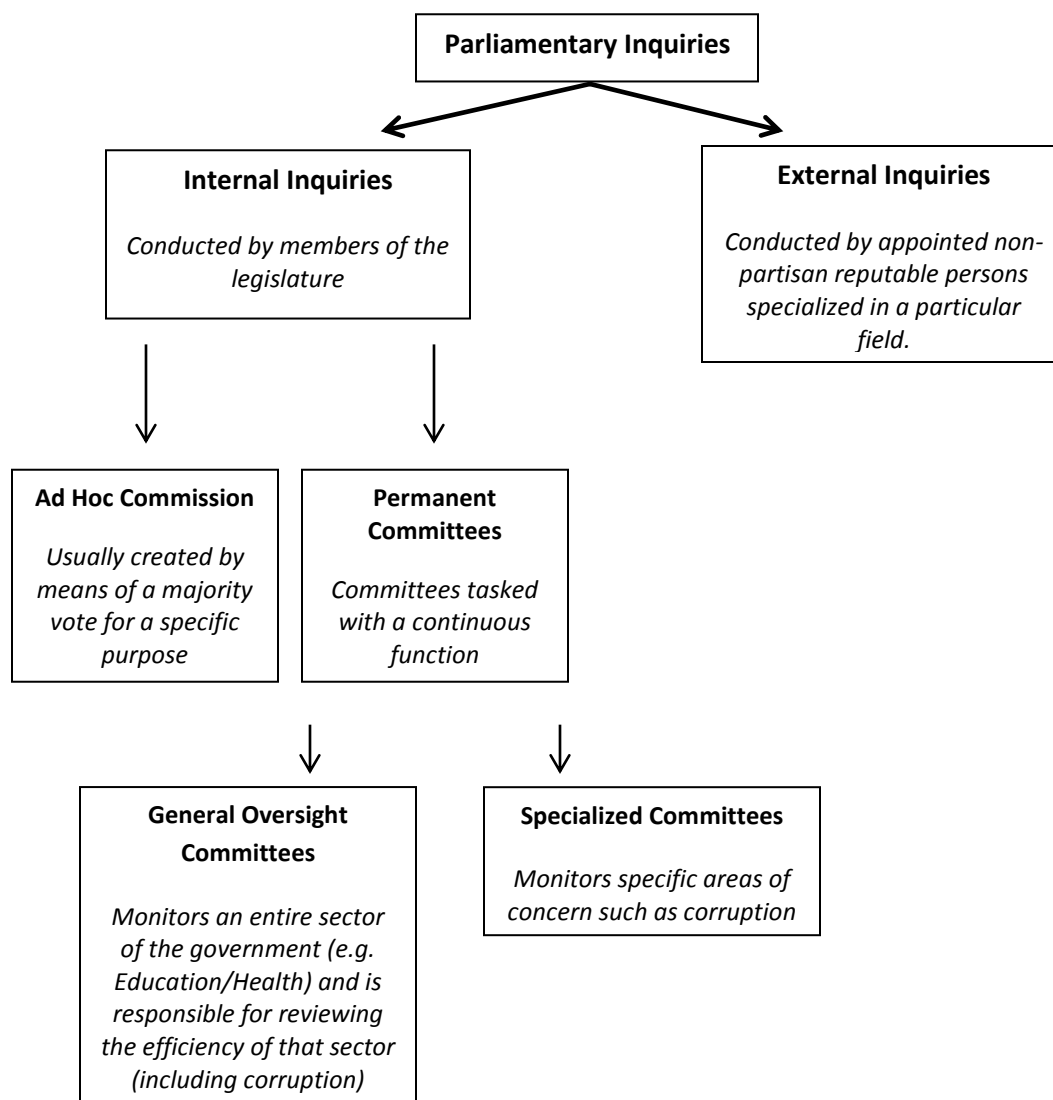 Parliamentary Inquiries
Internal Inquiries
Conducted by members of the
legislature
External Inquiries
Conducted by appointed non-
partisan reputable persons
specialized in a particular
field.
Ad Hoc Commission
Usually created by
means of a majority
vote for a specific
purpose
Permanent
Committees
Committees tasked
with a continuous
function
General Oversight
Committees
Monitors an entire sector
of the government (e.g.
Education/Health) and is
responsible for reviewing
the efficiency of that sector
(including corruption)
Specialized Committees
Monitors specific areas of
concern such as corruption